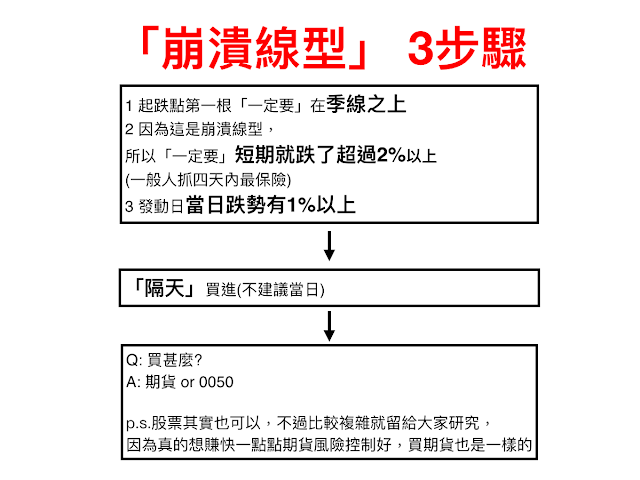 「崩潰線型」 3步驟
1 起跌點第一根「一定要」在季線之上
2 因為這是崩潰線型，
所以「一定要」短期就跌了超過2%以上
(一般人抓四天內最保險)
3 發動日當日跌勢有1%以上
「隔天」買進(不建議當日)
Q: 買甚麼?
A: 期貨 or 0050
p.s.股票其實也可以，不過比較複雜就留給大家研究，
因為真的想賺快一點點期貨風險控制好，買期貨也是一樣的